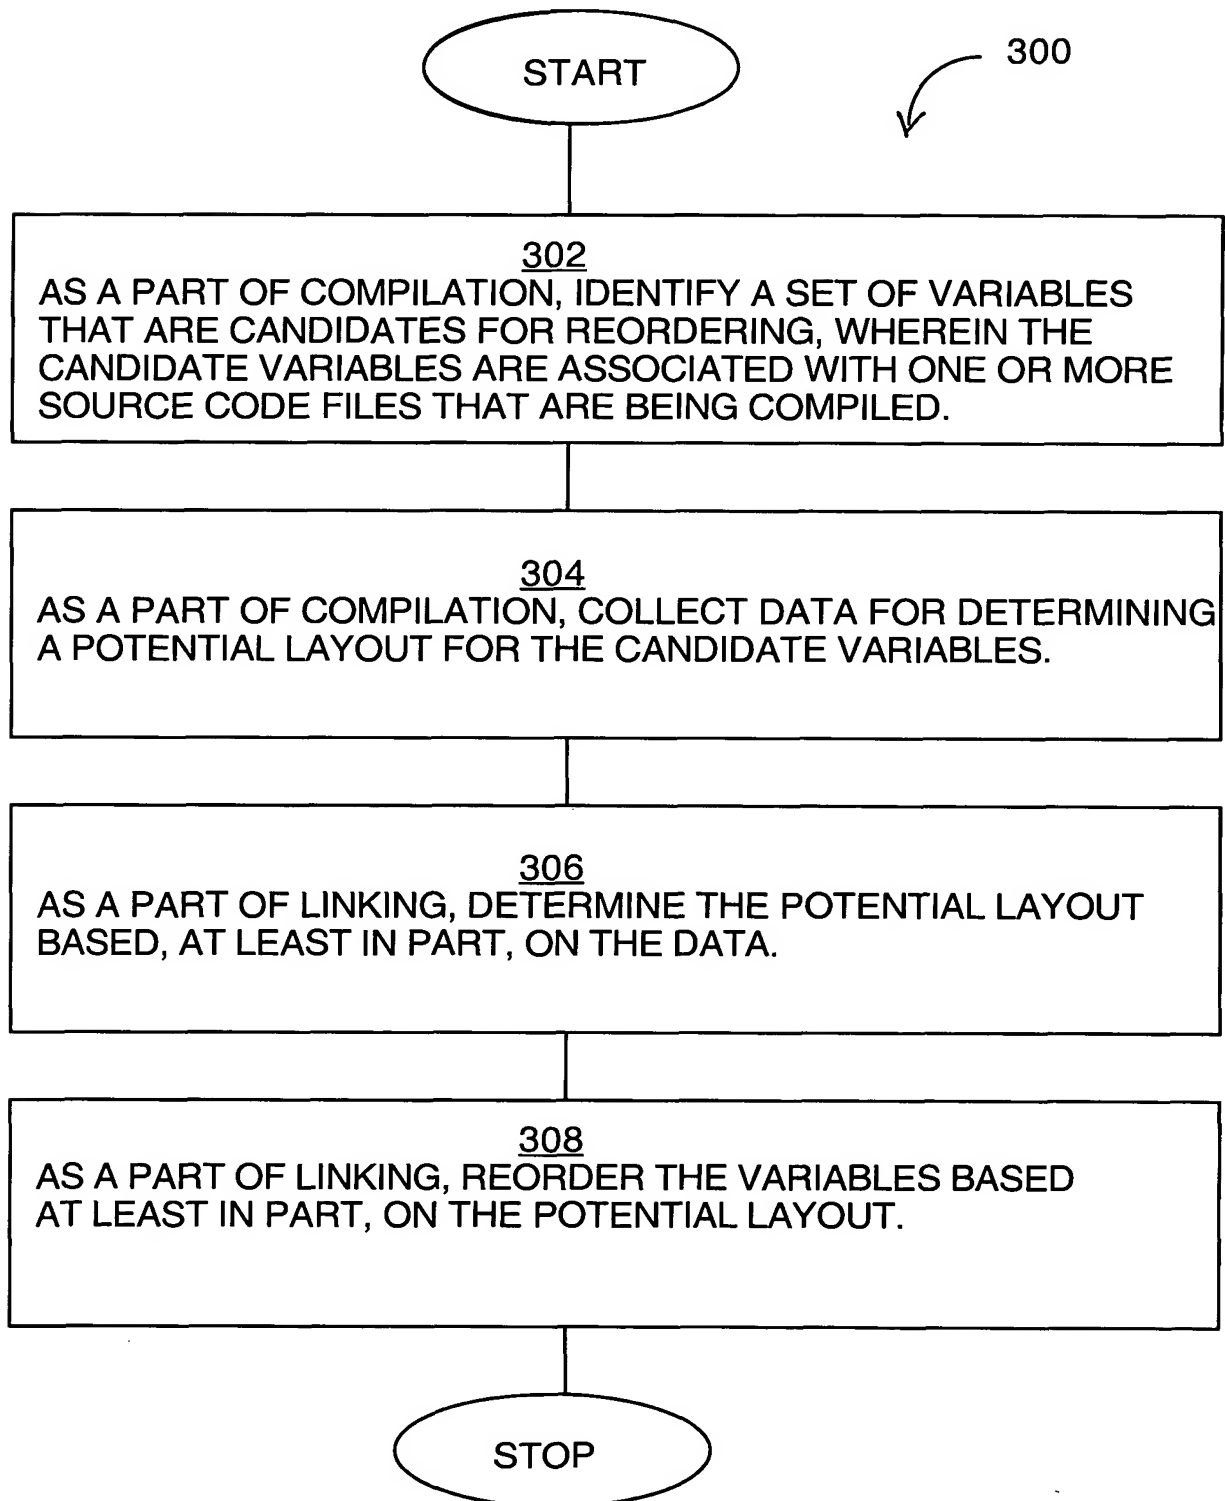 START
300
302
AS A PART OF COMPILATION, IDENTIFY A SET OF VARIABLES
THAT ARE CANDIDATES FOR REORDERING, WHEREIN THE
CANDIDATE VARIABLES ARE ASSOCIATED WITH ONE OR MORE
SOURCE CODE FILES THAT ARE BEING COMPILED.
304
AS A PART OF COMPILATION, COLLECT DATA FOR DETERMINING
A POTENTIAL LAYOUT FOR THE CANDIDATE VARIABLES.
306
AS A PART OF LINKING, DETERMINE THE POTENTIAL LAYOUT
BASED, AT LEAST IN PART, ON THE DATA.
308
AS A PART OF LINKING, REORDER THE VARIABLES BASED
AT LEAST IN PART, ON THE POTENTIAL LAYOUT.
STOP